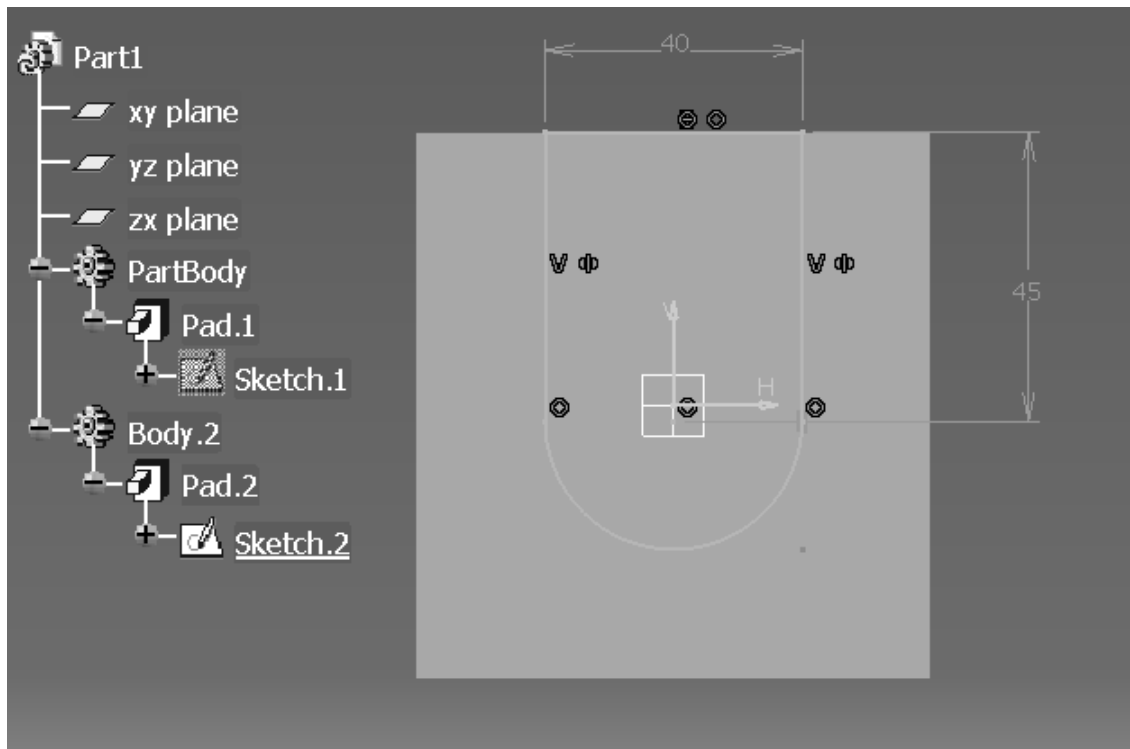 Part1
xy plane
yz plane
zx plane
PartBody
Pad.1
Sketch.1
Body.2
Pad.2
Sketch.2
40
V
V
45
V
H